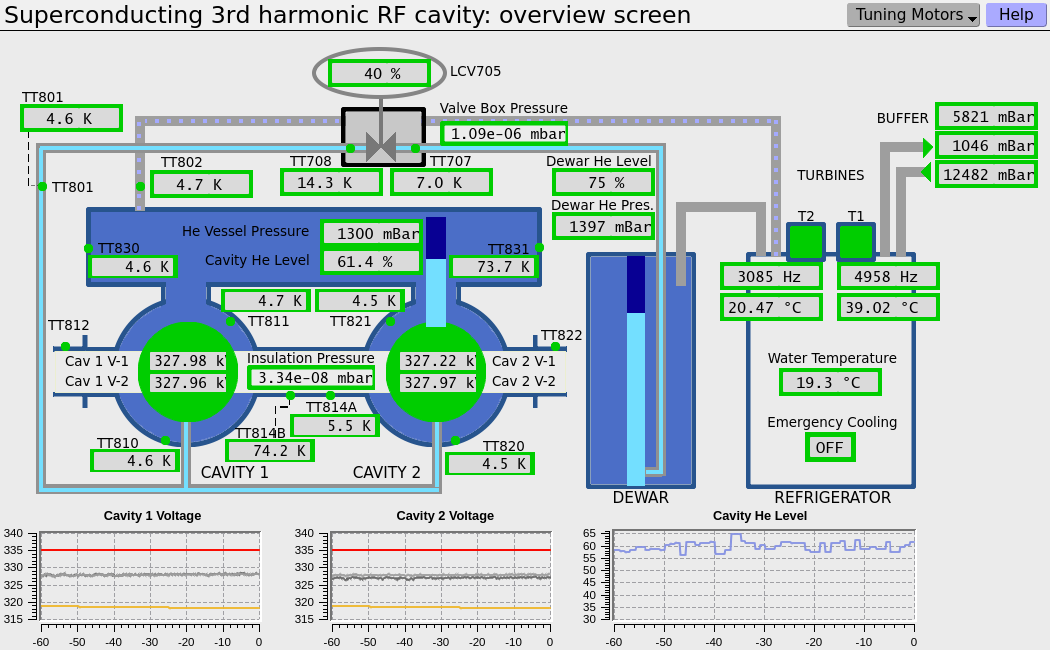 Superconducting 3rd harmonic RF cavity: overview screen
Tuning Motors
Help
40 %
LCV705
TT801
4.6 K
Valve Box Pressure
1.09e-06 mbar
BUFFER
5821 mBar
1046 mBar
12482 mBar
TT801
TT802
4.7 K
TT708
14.3 K
TT707
7.0 K
Dewar He Level
75 %
TURBINES
Dewar He Pres.
1397 mBar
T2
T1
He Vessel Pressure
1300 mBar
Cavity He Level
61.4 %
TT830
4.6 K
TT831
73.7 K
3085 Hz
4958 Hz
20.47 °C
39.02 °C
4.7 K
4.5 K
TT811
TT821
TT812
TT822
Cav 1 V-1
327.98 k
Cav 1 V-2
327.96 k
Insulation Pressure
3.34e-08 mbar
327.22 k
Cav 2 V-1
327.97 k
Cav 2 V-2
Water Temperature
19.3 °C
TT814A
5.5 K
TT814B
74.2 K
Emergency Cooling
OFF
TT810
4.6 K
TT820
4.5 K
CAVITY 1
CAVITY 2
DEWAR
REFRIGERATOR
Cavity 1 Voltage
340
335
330
325
320
315
-60 -50 -40 -30 -20 -10 0
Cavity 2 Voltage
340
335
330
325
320
315
-60 -50 -40 -30 -20 -10 0
Cavity He Level
65
60
55
50
45
40
35
30
-60 -50 -40 -30 -20 -10 0